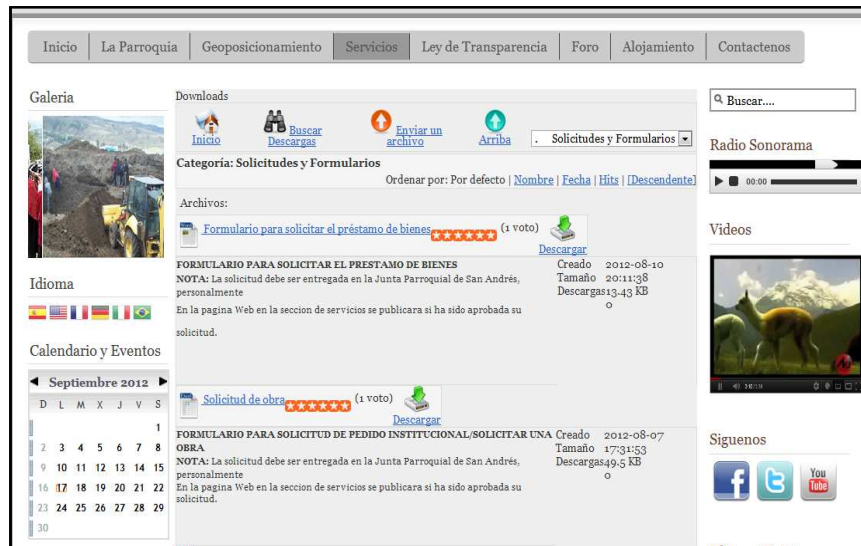 Inicio La Parroquia Geoposicionamiento Servicios Ley de Transparencia Foro Alojamiento Contactenos
Galeria
Idioma
Calendario y Eventos
Septiembre 2012
D L M X J V S
1
2 3 4 5 6 7 8
9 10 11 12 13 14 15
16 17 18 19 20 21 22
23 24 25 26 27 28 29
30
Downloads
Inicio
Buscar
Descargas
Enviar un
archivo
Arriba
. Solicitudes y Formularios
Categoría: Solicitudes y Formularios
Ordenar por: Por defecto | Nombre | Fecha | Hits | [Descendente]
Archivos:
Formulario para solicitar el préstamo de bienes (1 voto)
Descargar
FORMULARIO PARA SOLICITAR EL PRESTAMO DE BIENES
NOTA: La solicitud debe ser entregada en la Junta Parroquial de San Andrés,
personalmente
En la pagina Web en la seccion de servicios se publicara si ha sido aprobada su
solicitud.
Creado 2012-08-10
Tamaño 20:11:38
Descargas 13.43 KB
0
Solicitud de obra (1 voto)
Descargar
FORMULARIO PARA SOLICITUD DE PEDIDO INSTITUCIONAL/SOLICITAR UNA
OBRA
NOTA: La solicitud debe ser entregada en la Junta Parroquial de San Andrés,
personalmente
En la pagina Web en la seccion de servicios se publicara si ha sido aprobada su
solicitud.
Creado 2012-08-07
Tamaño 17:31:53
Descargas 49.5 KB
0
Buscar....
Radio Sonorama
00:00
Videos
Siguenos
You
Tube